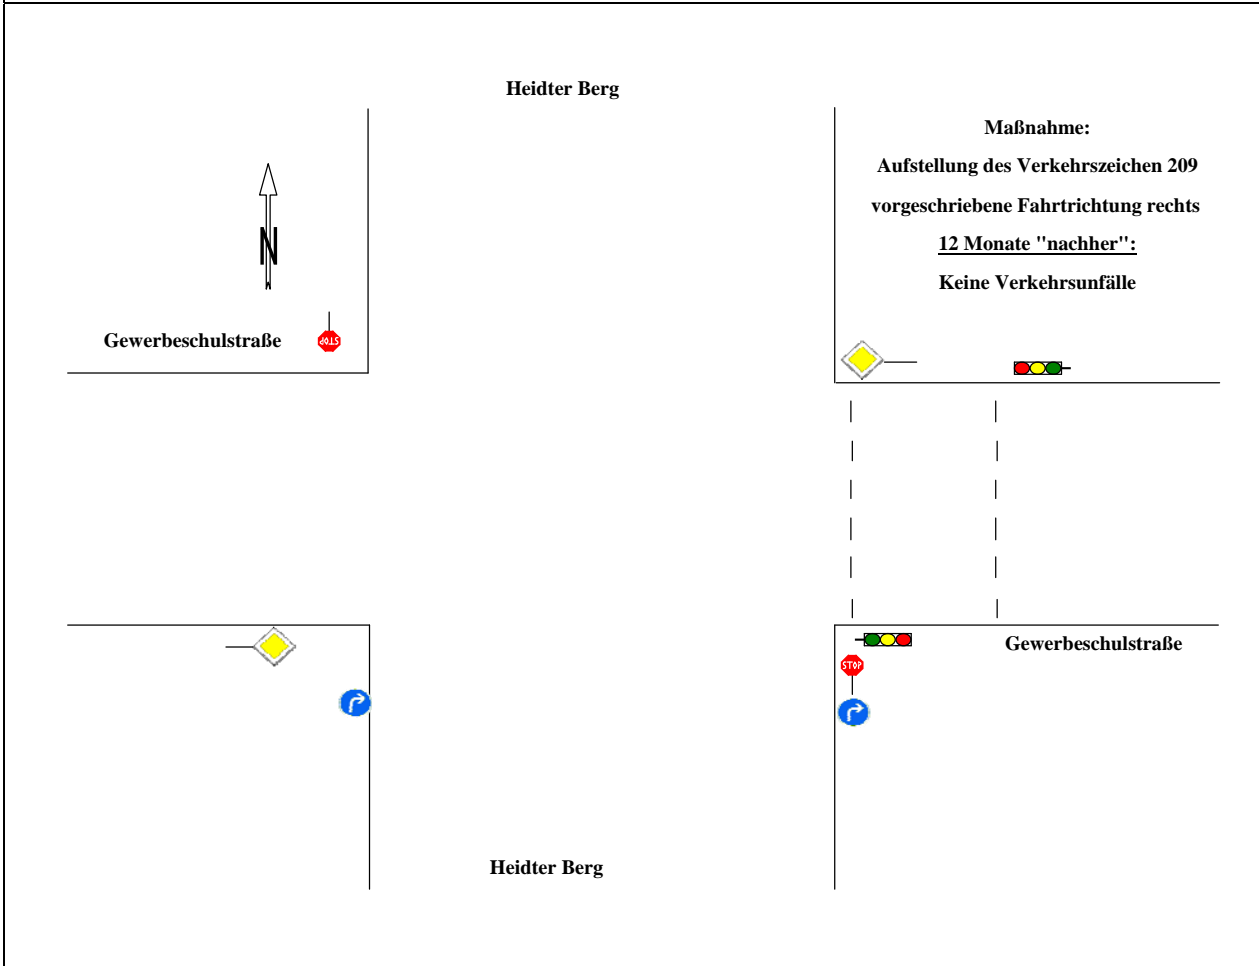 Heidter Berg
Maßnahme:
Aufstellung des Verkehrszeichen 209
vorgeschriebene Fahrtrichtung rechts
12 Monate "nachher":
Keine Verkehrsunfälle
N
Gewerbeschulstraße
STOP
Gewerbeschulstraße
STOP
Heidter Berg